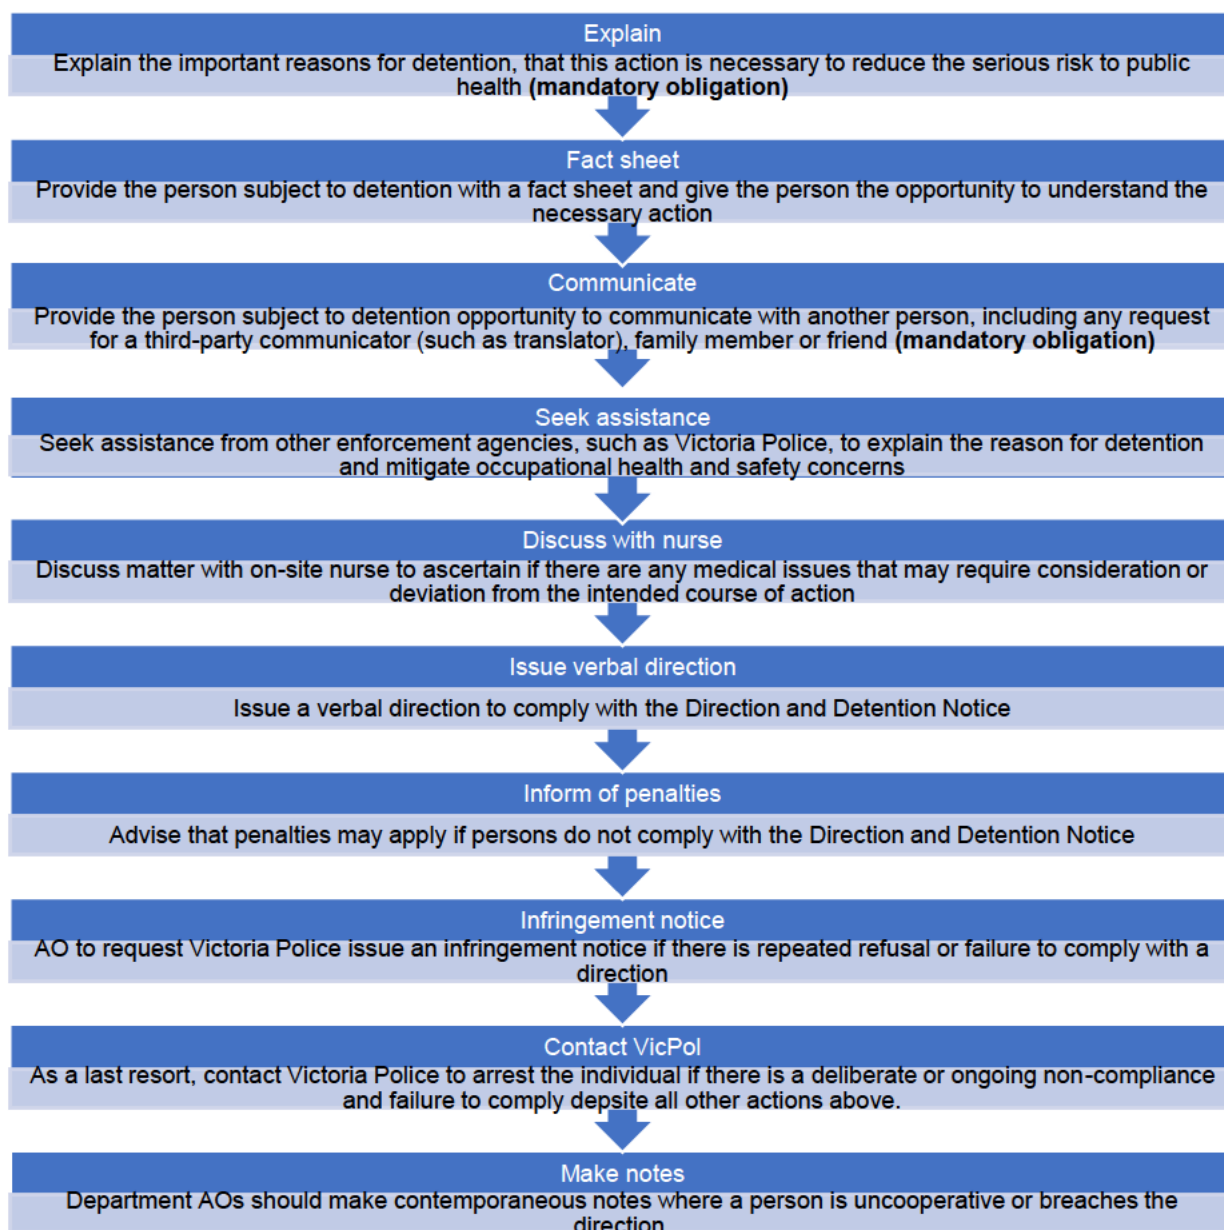 Explain
Explain the important reasons for detention, that this action is necessary to reduce the serious risk to public
health (mandatory obligation)
Fact sheet
Provide the person subject to detention with a fact sheet and give the person the opportunity to understand the
necessary action
Communicate
Provide the person subject to detention opportunity to communicate with another person, including any request
for a third-party communicator (such as translator), family member or friend (mandatory obligation)
Seek assistance
Seek assistance from other enforcement agencies, such as Victoria Police, to explain the reason for detention
and mitigate occupational health and safety concerns
Discuss with nurse
Discuss matter with on-site nurse to ascertain if there are any medical issues that may require consideration or
deviation from the intended course of action
Issue verbal direction
Issue a verbal direction to comply with the Direction and Detention Notice
Inform of penalties
Advise that penalties may apply if persons do not comply with the Direction and Detention Notice
Infringement notice
AO to request Victoria Police issue an infringement notice if there is repeated refusal or failure to comply with a
direction
Contact VicPol
As a last resort, contact Victoria Police to arrest the individual if there is a deliberate or ongoing non-compliance
and failure to comply depsite all other actions above.
Make notes
Department AOs should make contemporaneous notes where a person is uncooperative or breaches the
direction